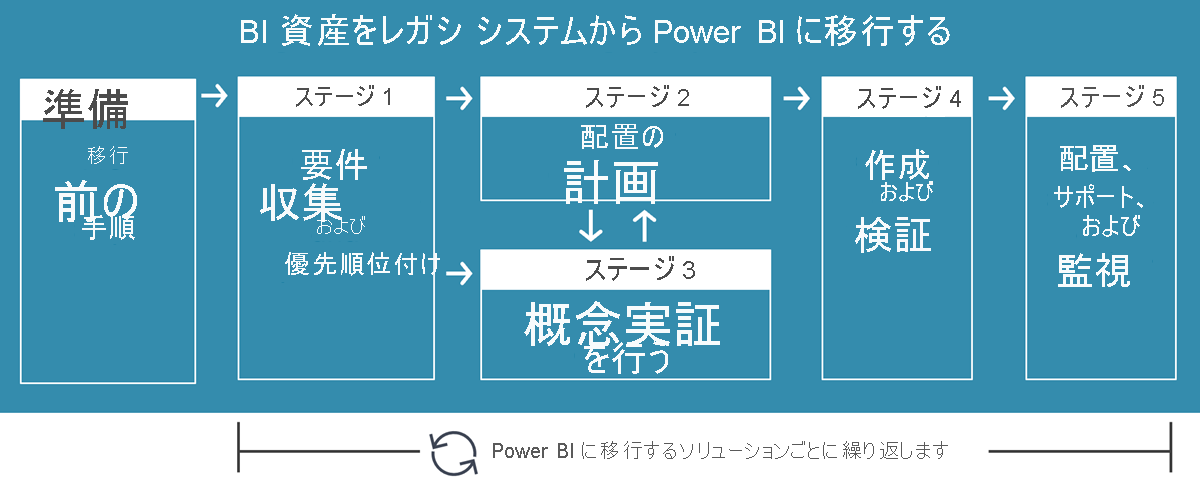 BI 資産をレガシ システムから Power BI に移行する
準備
移行
前の
手順
ステージ 1
要件
収集
および
優先順位付け
ステージ 2
配置の
計画
ステージ 3
概念実証
を行う
ステージ 4
作成
および
検証
ステージ 5
配置、
サポート、
および
監視
Power BI に移行するソリューションごとに繰り返します